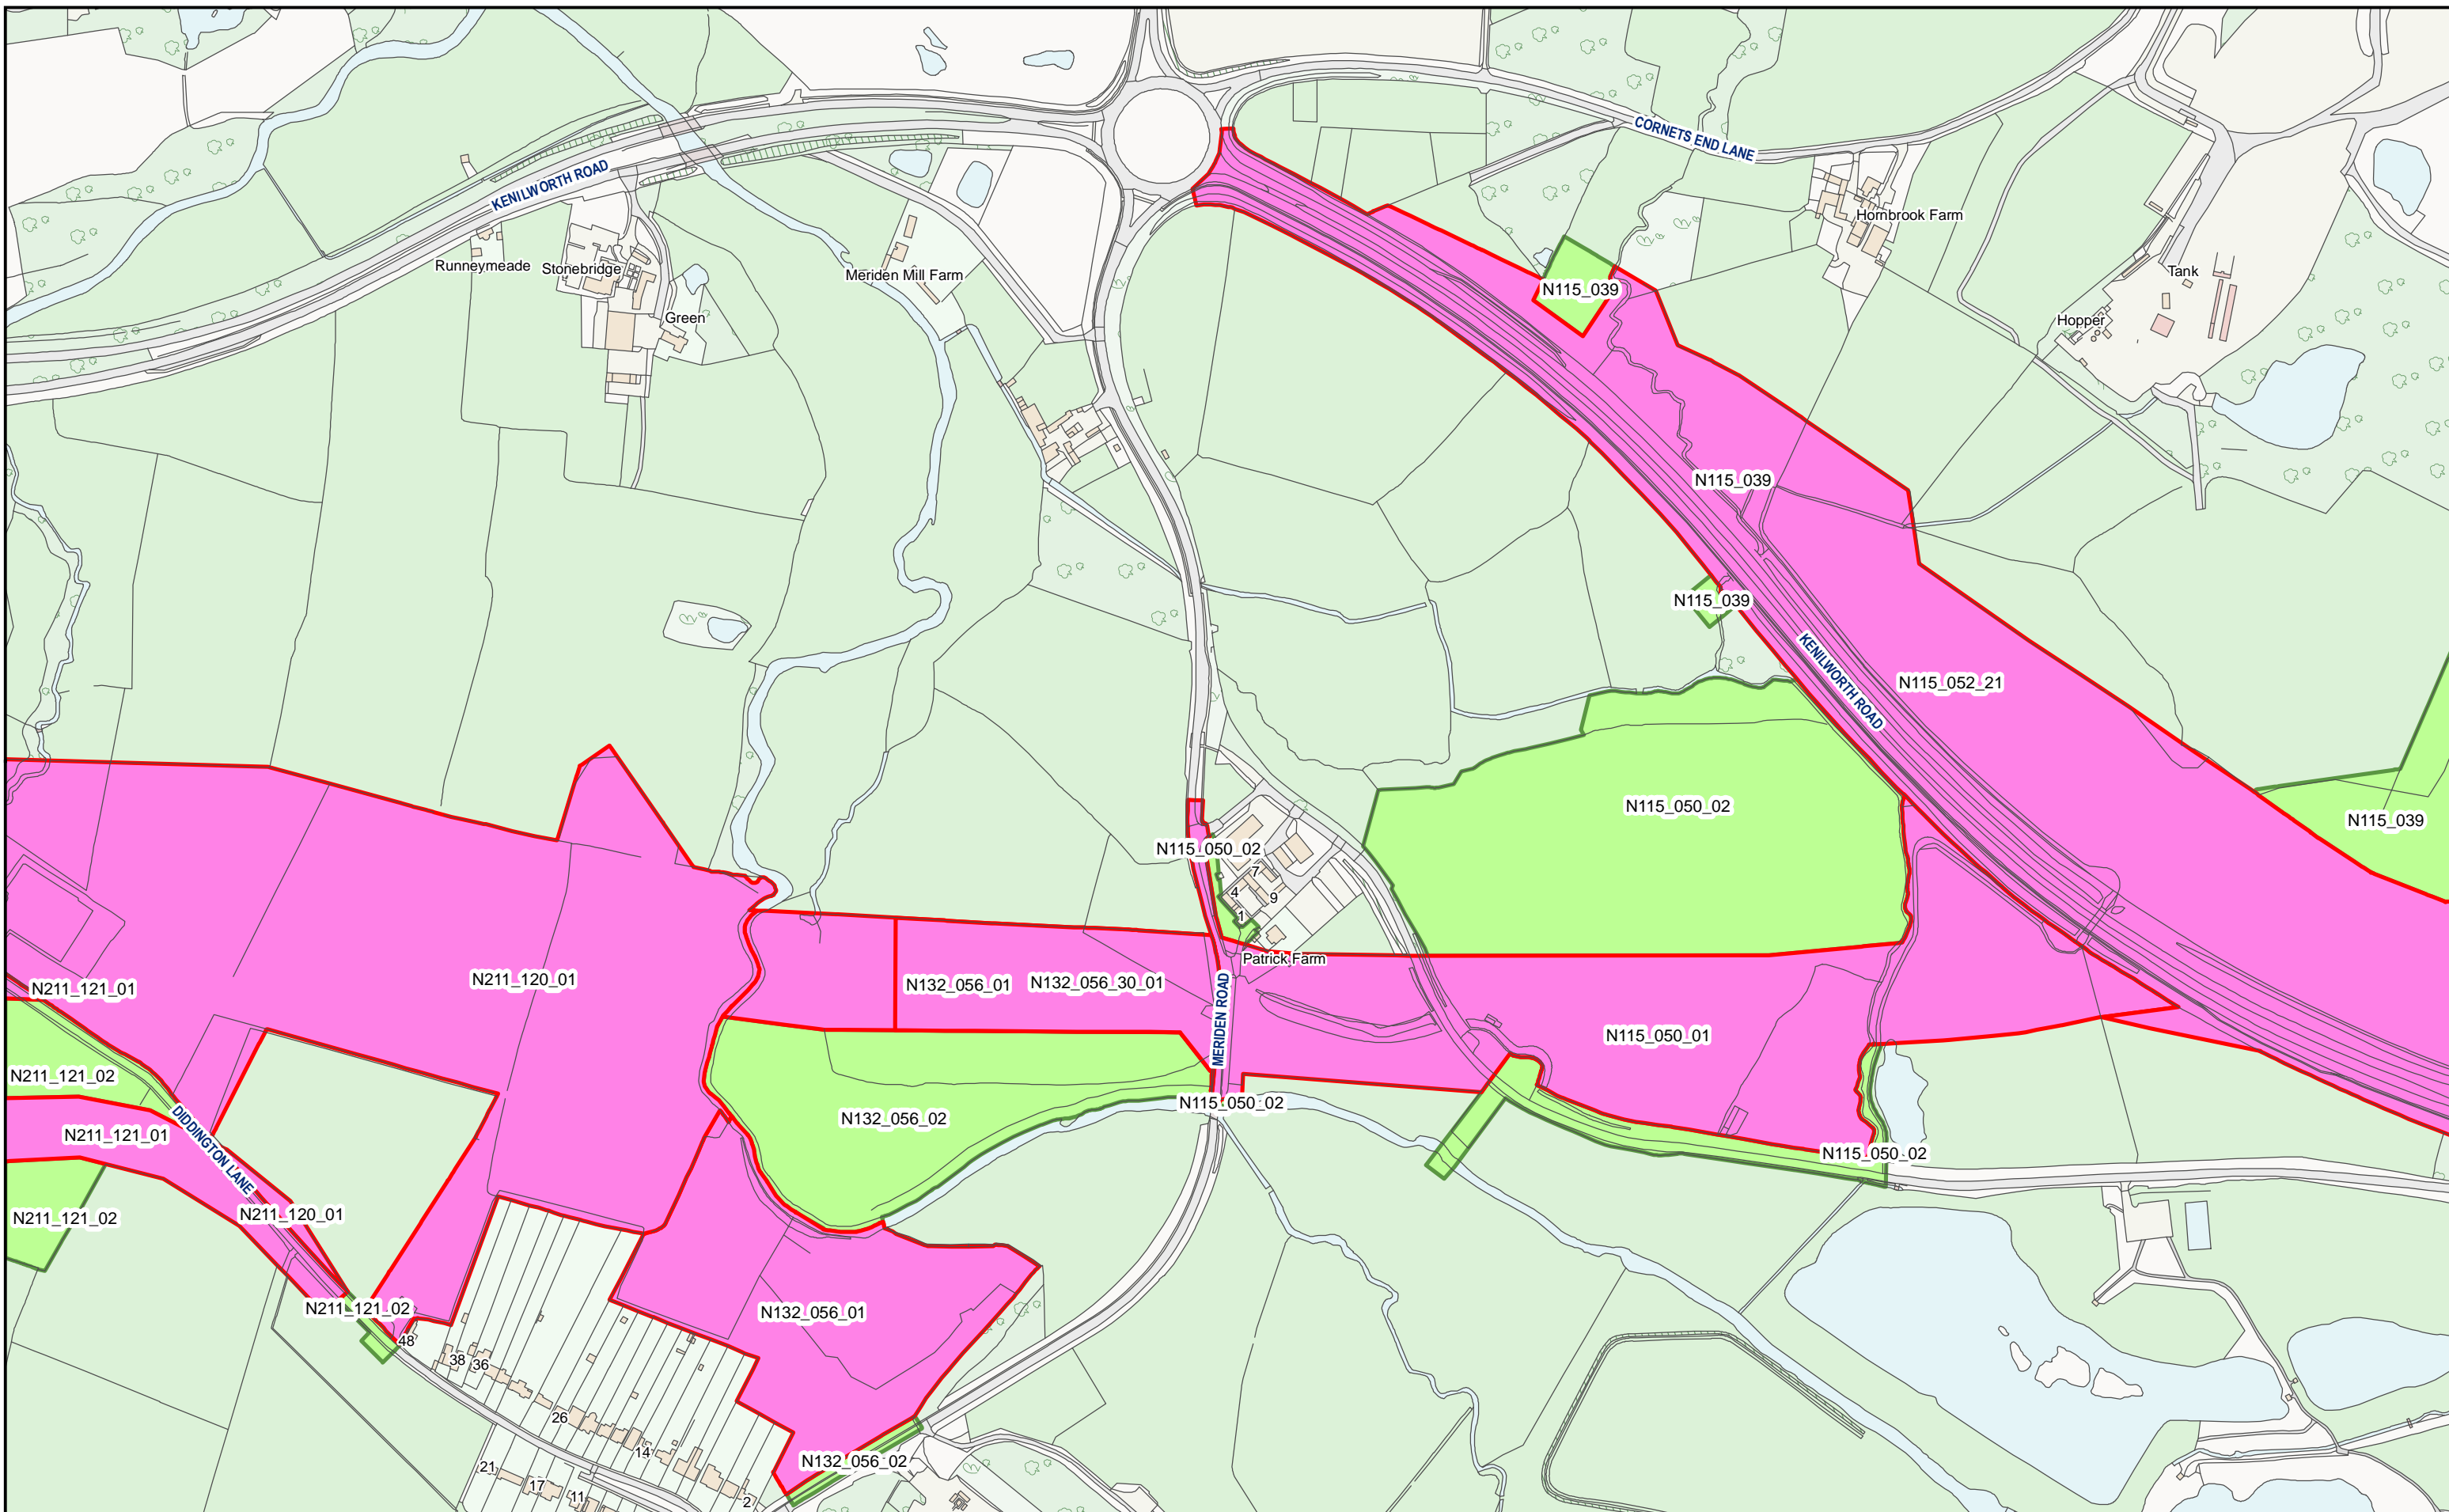 CORNETS END LANE
KENILWORTH ROAD
Hornbrook Farm
Runneymeade
Stonebridge
Meriden Mill Farm
Tank
N115_039
Green
Hopper
N115_039
N115_039
KENILWORTH ROAD
N115_052_21
N115_050_02
N115_039
N115_050_02
7
4
9
1
Patrick Farm
N211_120_01
N132_056_01
N132_056_30_01
N211_121_01
MERIDEN ROAD
N115_050_01
N211_121_02
N115_050_02
N132_056_02
DIDDINGTON LANE
N211_121_01
N115_050_02
N211_121_02
N211_120_01
N211_121_02
N132_056_01
48
38
36
26
14
N132_056_02
21
17
11
2